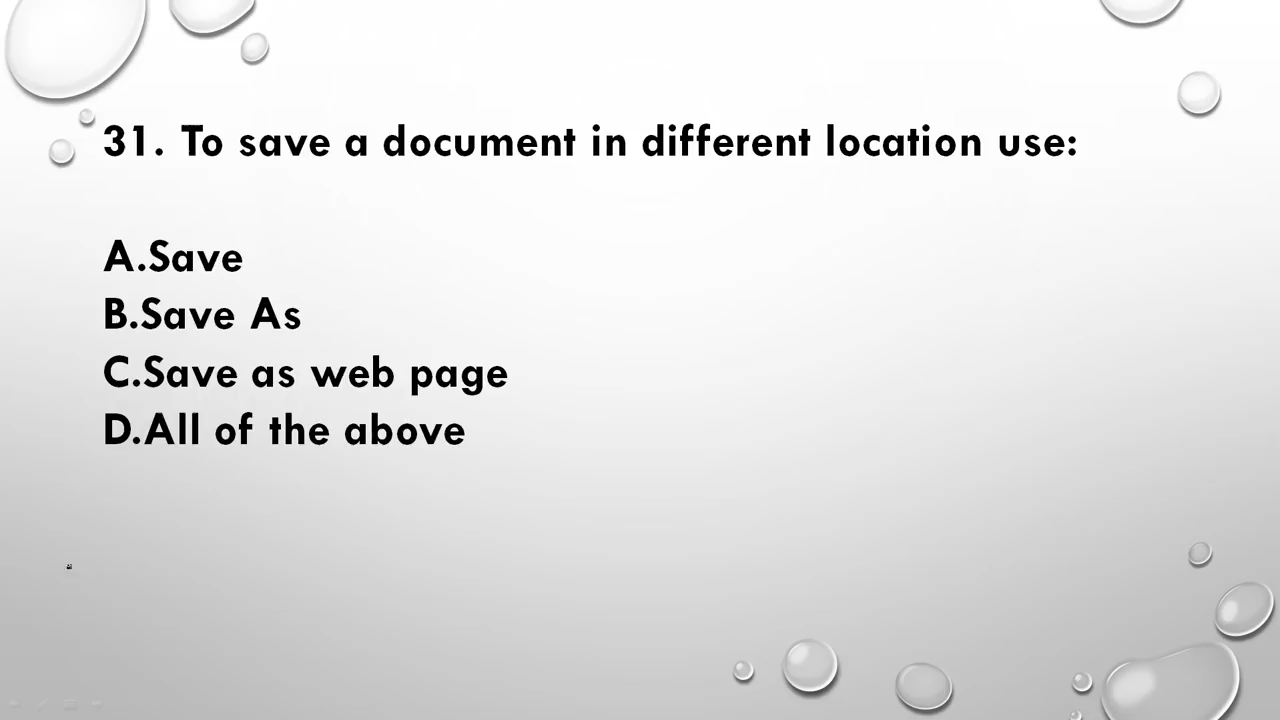 31. To save a document in different location use:
A.Save
B.Save As
C.Save as web page
D.All of the above